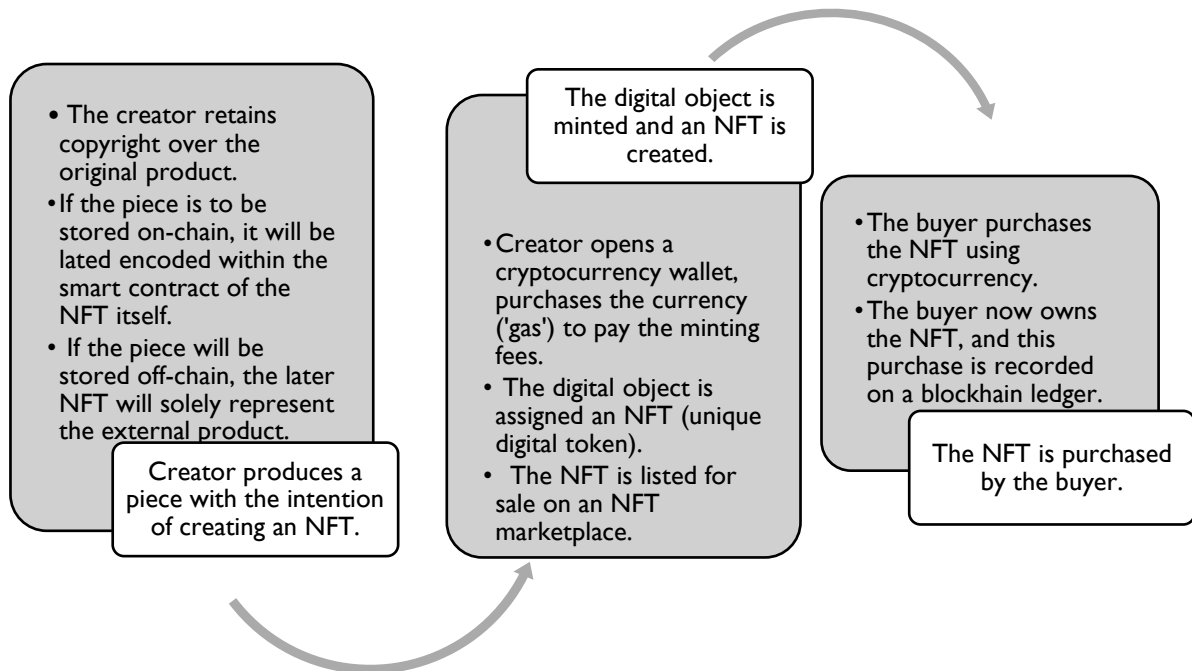 • The creator retains
copyright over the
original product.
•If the piece is to be
stored on-chain, it will be
lated encoded within the
smart contract of the
NFT itself.
• If the piece will be
stored off-chain, the later
NFT will solely represent
the external product.
Creator produces a
piece with the intention
of creating an NFT.
The digital object is
minted and an NFT is
created.
•Creator opens a
cryptocurrency wallet,
purchases the currency
('gas') to pay the minting
fees.
• The digital object is
assigned an NFT (unique
digital token).
• The NFT is listed for
sale on an NFT
marketplace.
•The buyer purchases
the NFT using
cryptocurrency.
•The buyer now owns
the NFT, and this
purchase is recorded
on a blockhain ledger.
The NFT is purchased
by the buyer.